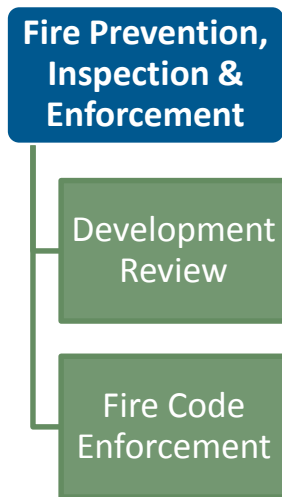 Fire Prevention,
Inspection &
Enforcement
Development
Review
Fire Code
Enforcement